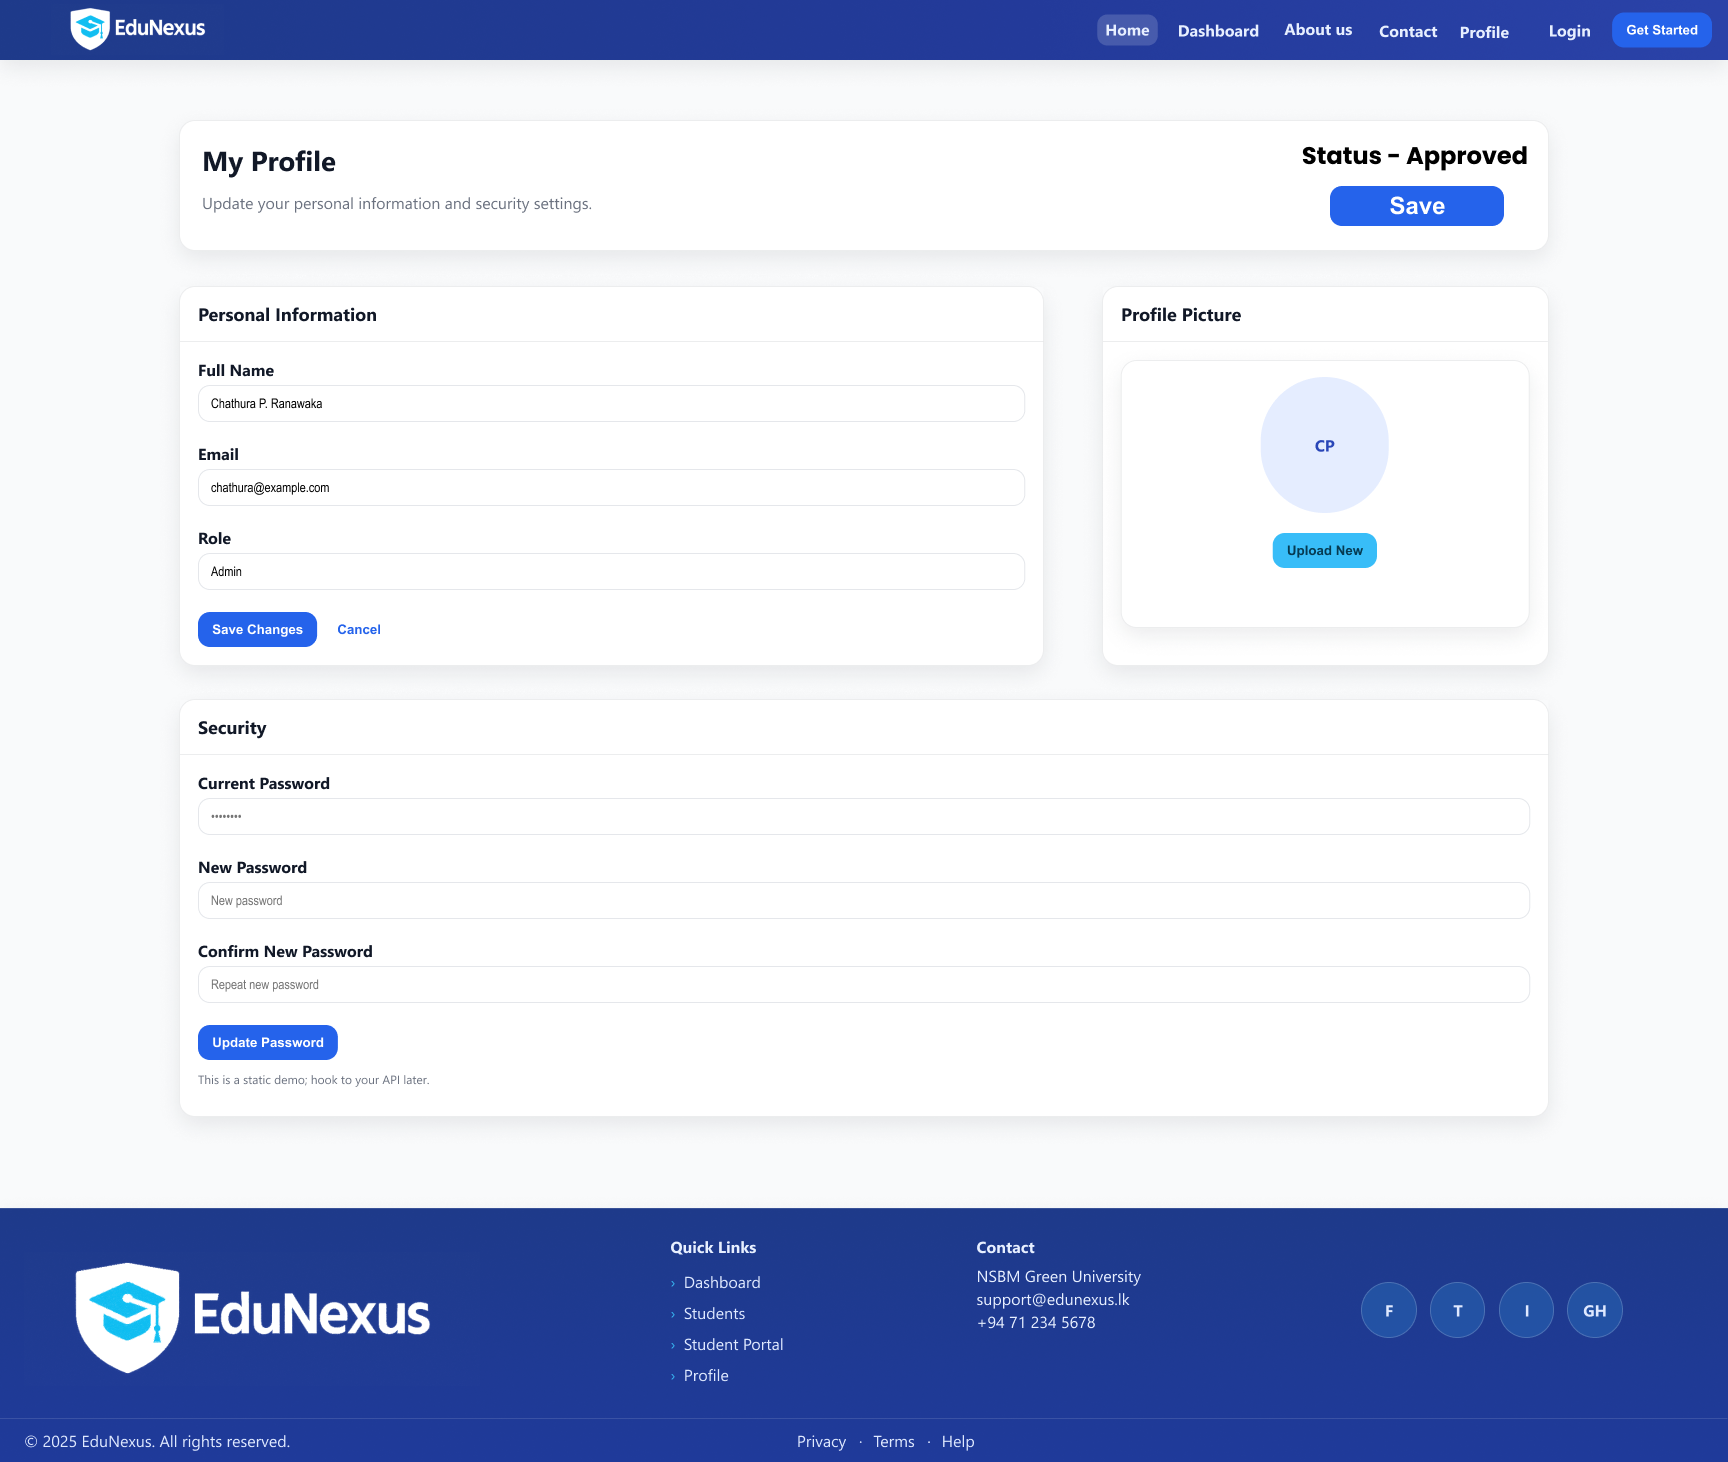 EduNexus
Home Dashboard About us Contact Profile Login Get Started
My Profile
Update your personal information and security settings.
Status - Approved
Save
Personal Information
Full Name
Chathura P. Ranawaka
Email
chathura@example.com
Role
Admin
Save Changes Cancel
Profile Picture
CP
Upload New
Security
Current Password
••••••••
New Password
New password
Confirm New Password
Repeat new password
Update Password
This is a static demo; hook to your API later.
EduNexus
Quick Links
› Dashboard
› Students
› Student Portal
› Profile
Contact
NSBM Green University
support@edunexus.lk
+94 71 234 5678
F T I GH
© 2025 EduNexus. All rights reserved.
Privacy · Terms · Help